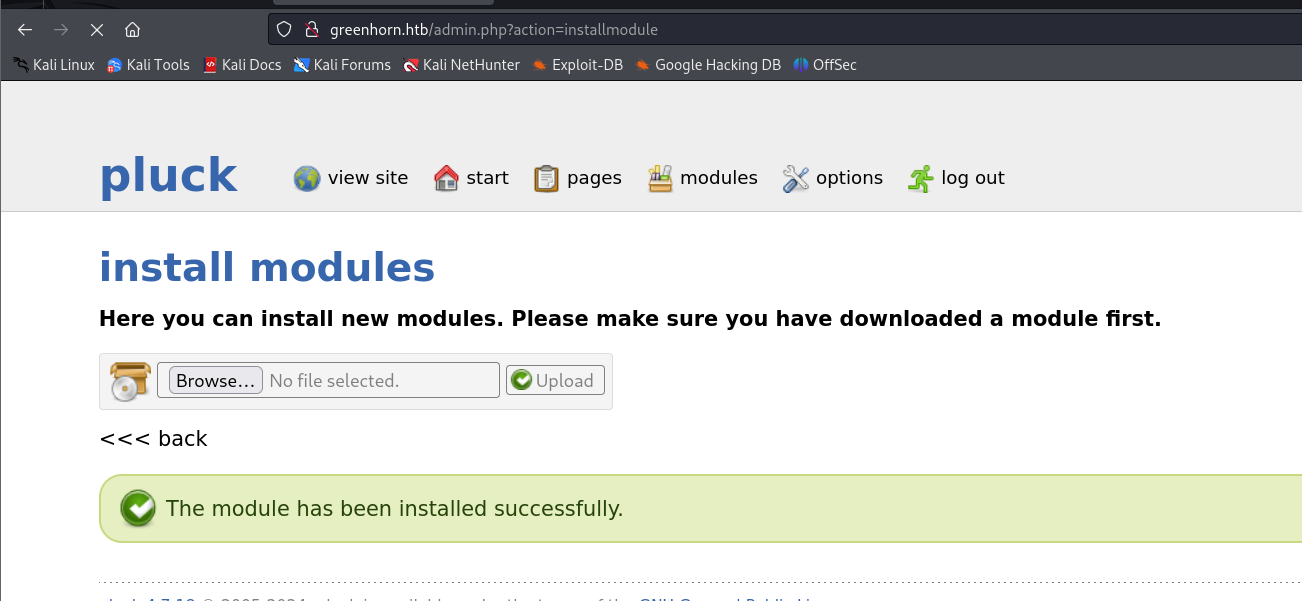 greenhorn.htb/admin.php?action=installmodule
Kali Linux Kali Tools Kali Docs Kali Forums Kali NetHunter Exploit-DB Google Hacking DB OffSec
pluck view site start pages modules options log out
install modules
Here you can install new modules. Please make sure you have downloaded a module first.
Browse... No file selected. Upload
<<< back
The module has been installed successfully.